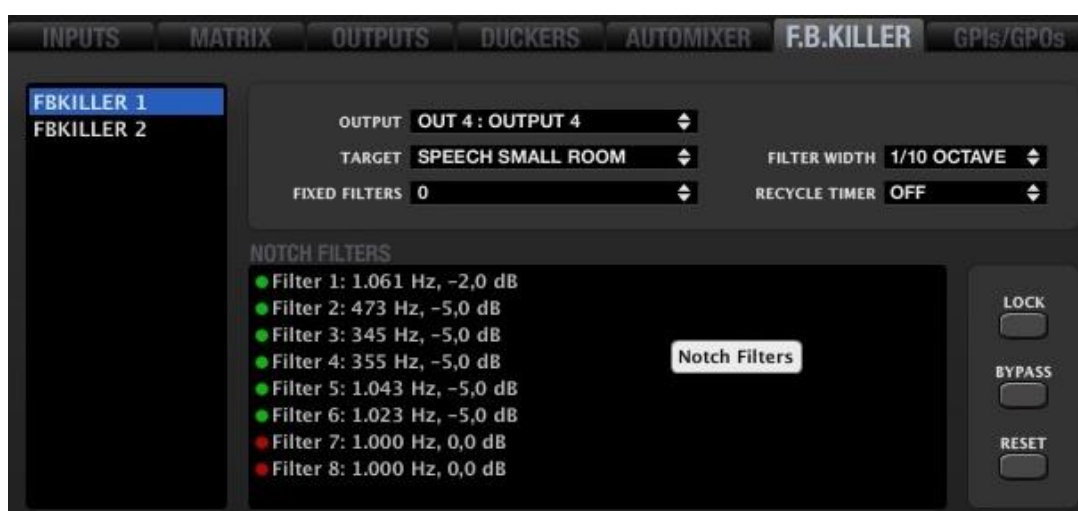 INPUTS MATRIX OUTPUTS DUCKERS AUTOMIXER F.B.KILLER GPIs/GPOs
FBKILLER 1
FBKILLER 2
OUTPUT OUT 4 : OUTPUT 4
TARGET SPEECH SMALL ROOM FILTER WIDTH 1/10 OCTAVE
FIXED FILTERS 0 RECYCLE TIMER OFF
NOTCH FILTERS
Filter 1: 1.061 Hz, -2,0 dB
Filter 2: 473 Hz, -5,0 dB
Filter 3: 345 Hz, -5,0 dB
Filter 4: 355 Hz, -5,0 dB
Filter 5: 1.043 Hz, -5,0 dB
Filter 6: 1.023 Hz, -5,0 dB
Filter 7: 1.000 Hz, 0,0 dB
Filter 8: 1.000 Hz, 0,0 dB
Notch Filters
LOCK
BYPASS
RESET